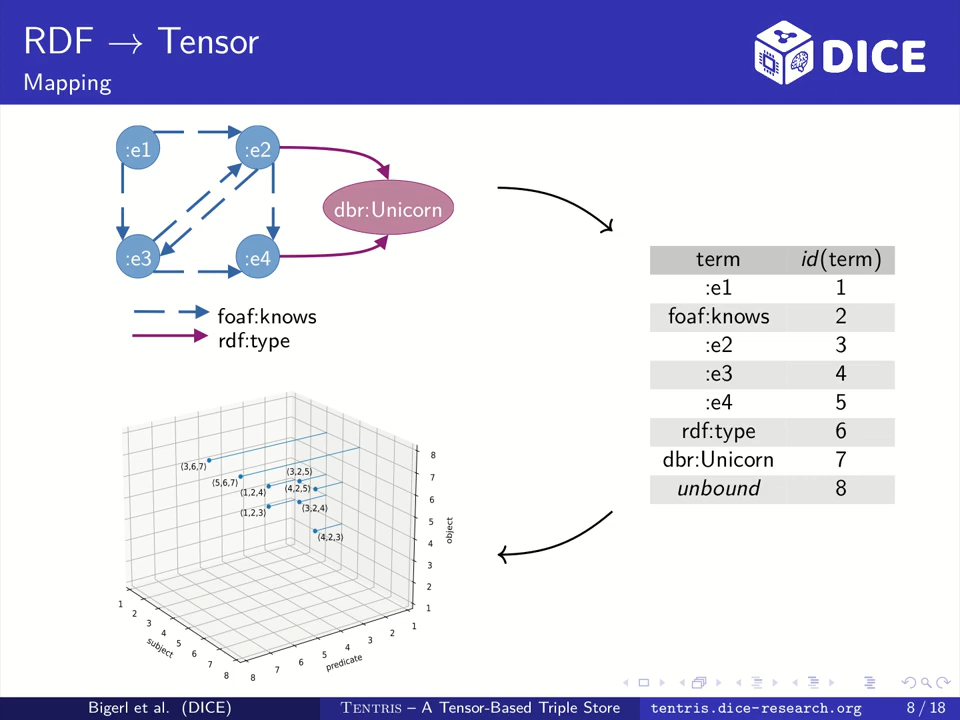 RDF → Tensor
Mapping
DICE
:e1
:e2
dbr:Unicorn
:e3
:e4
foaf:knows
rdf:type
term id(term)
:e1 1
foaf:knows 2
:e2 3
:e3 4
:e4 5
rdf:type 6
dbr:Unicorn 7
unbound 8
(3,6,7)
(5,6,7)
(1,2,4)
(3,2,5)
(4,2,5)
(1,2,3)
(3,2,4)
(4,2,3)
8
7
6
5
4
3
2
1
object
1
2
3
4
5
6
7
8
subject
8
7
6
5
4
3
2
1
predicate
Bigerl et al. (DICE)
Tentris – A Tensor-Based Triple Store
tentris.dice-research.org
8 / 18